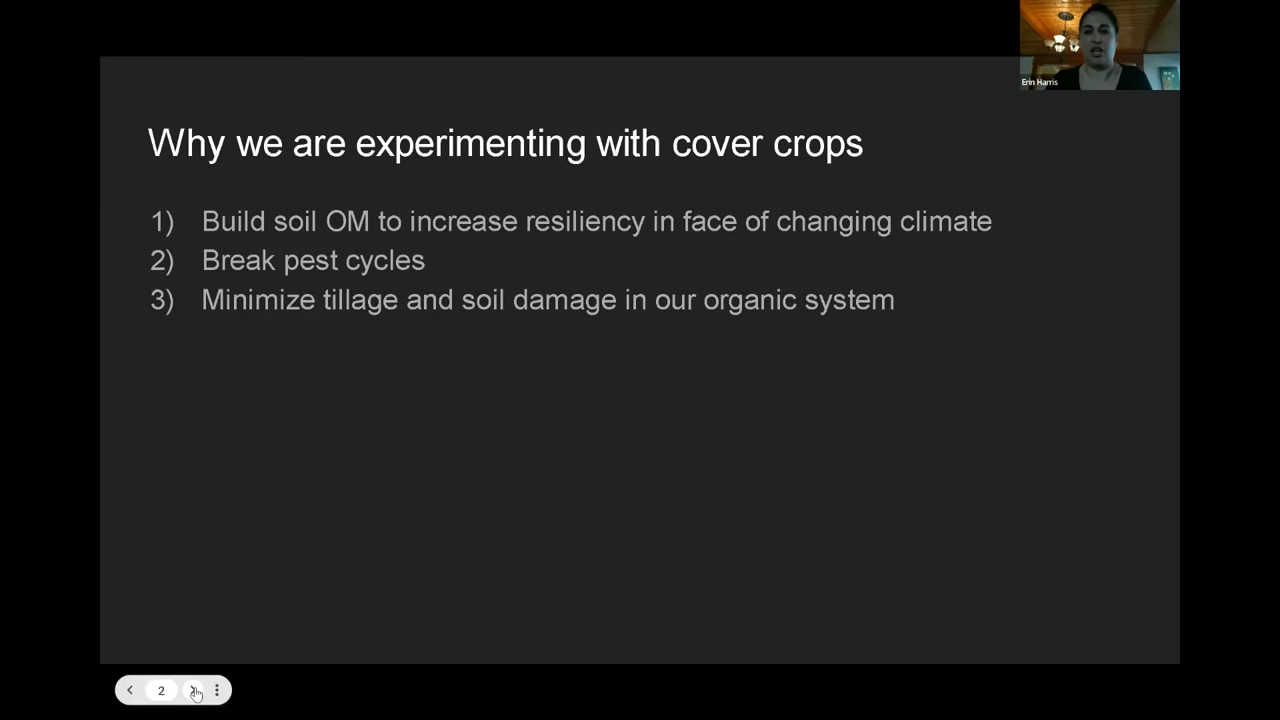 Erin Harris
Why we are experimenting with cover crops
1) Build soil OM to increase resiliency in face of changing climate
2) Break pest cycles
3) Minimize tillage and soil damage in our organic system
2